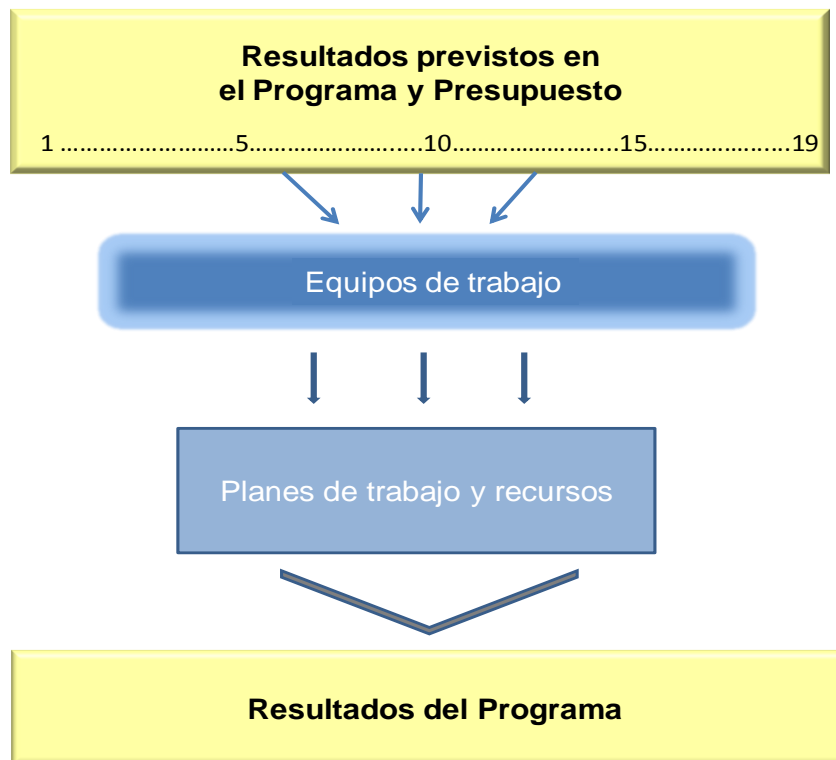 Resultados previstos en
el Programa y Presupuesto
1 ………………………5…………………….....10……………………..15…………………...19
Equipos de trabajo
Planes de trabajo y recursos
Resultados del Programa